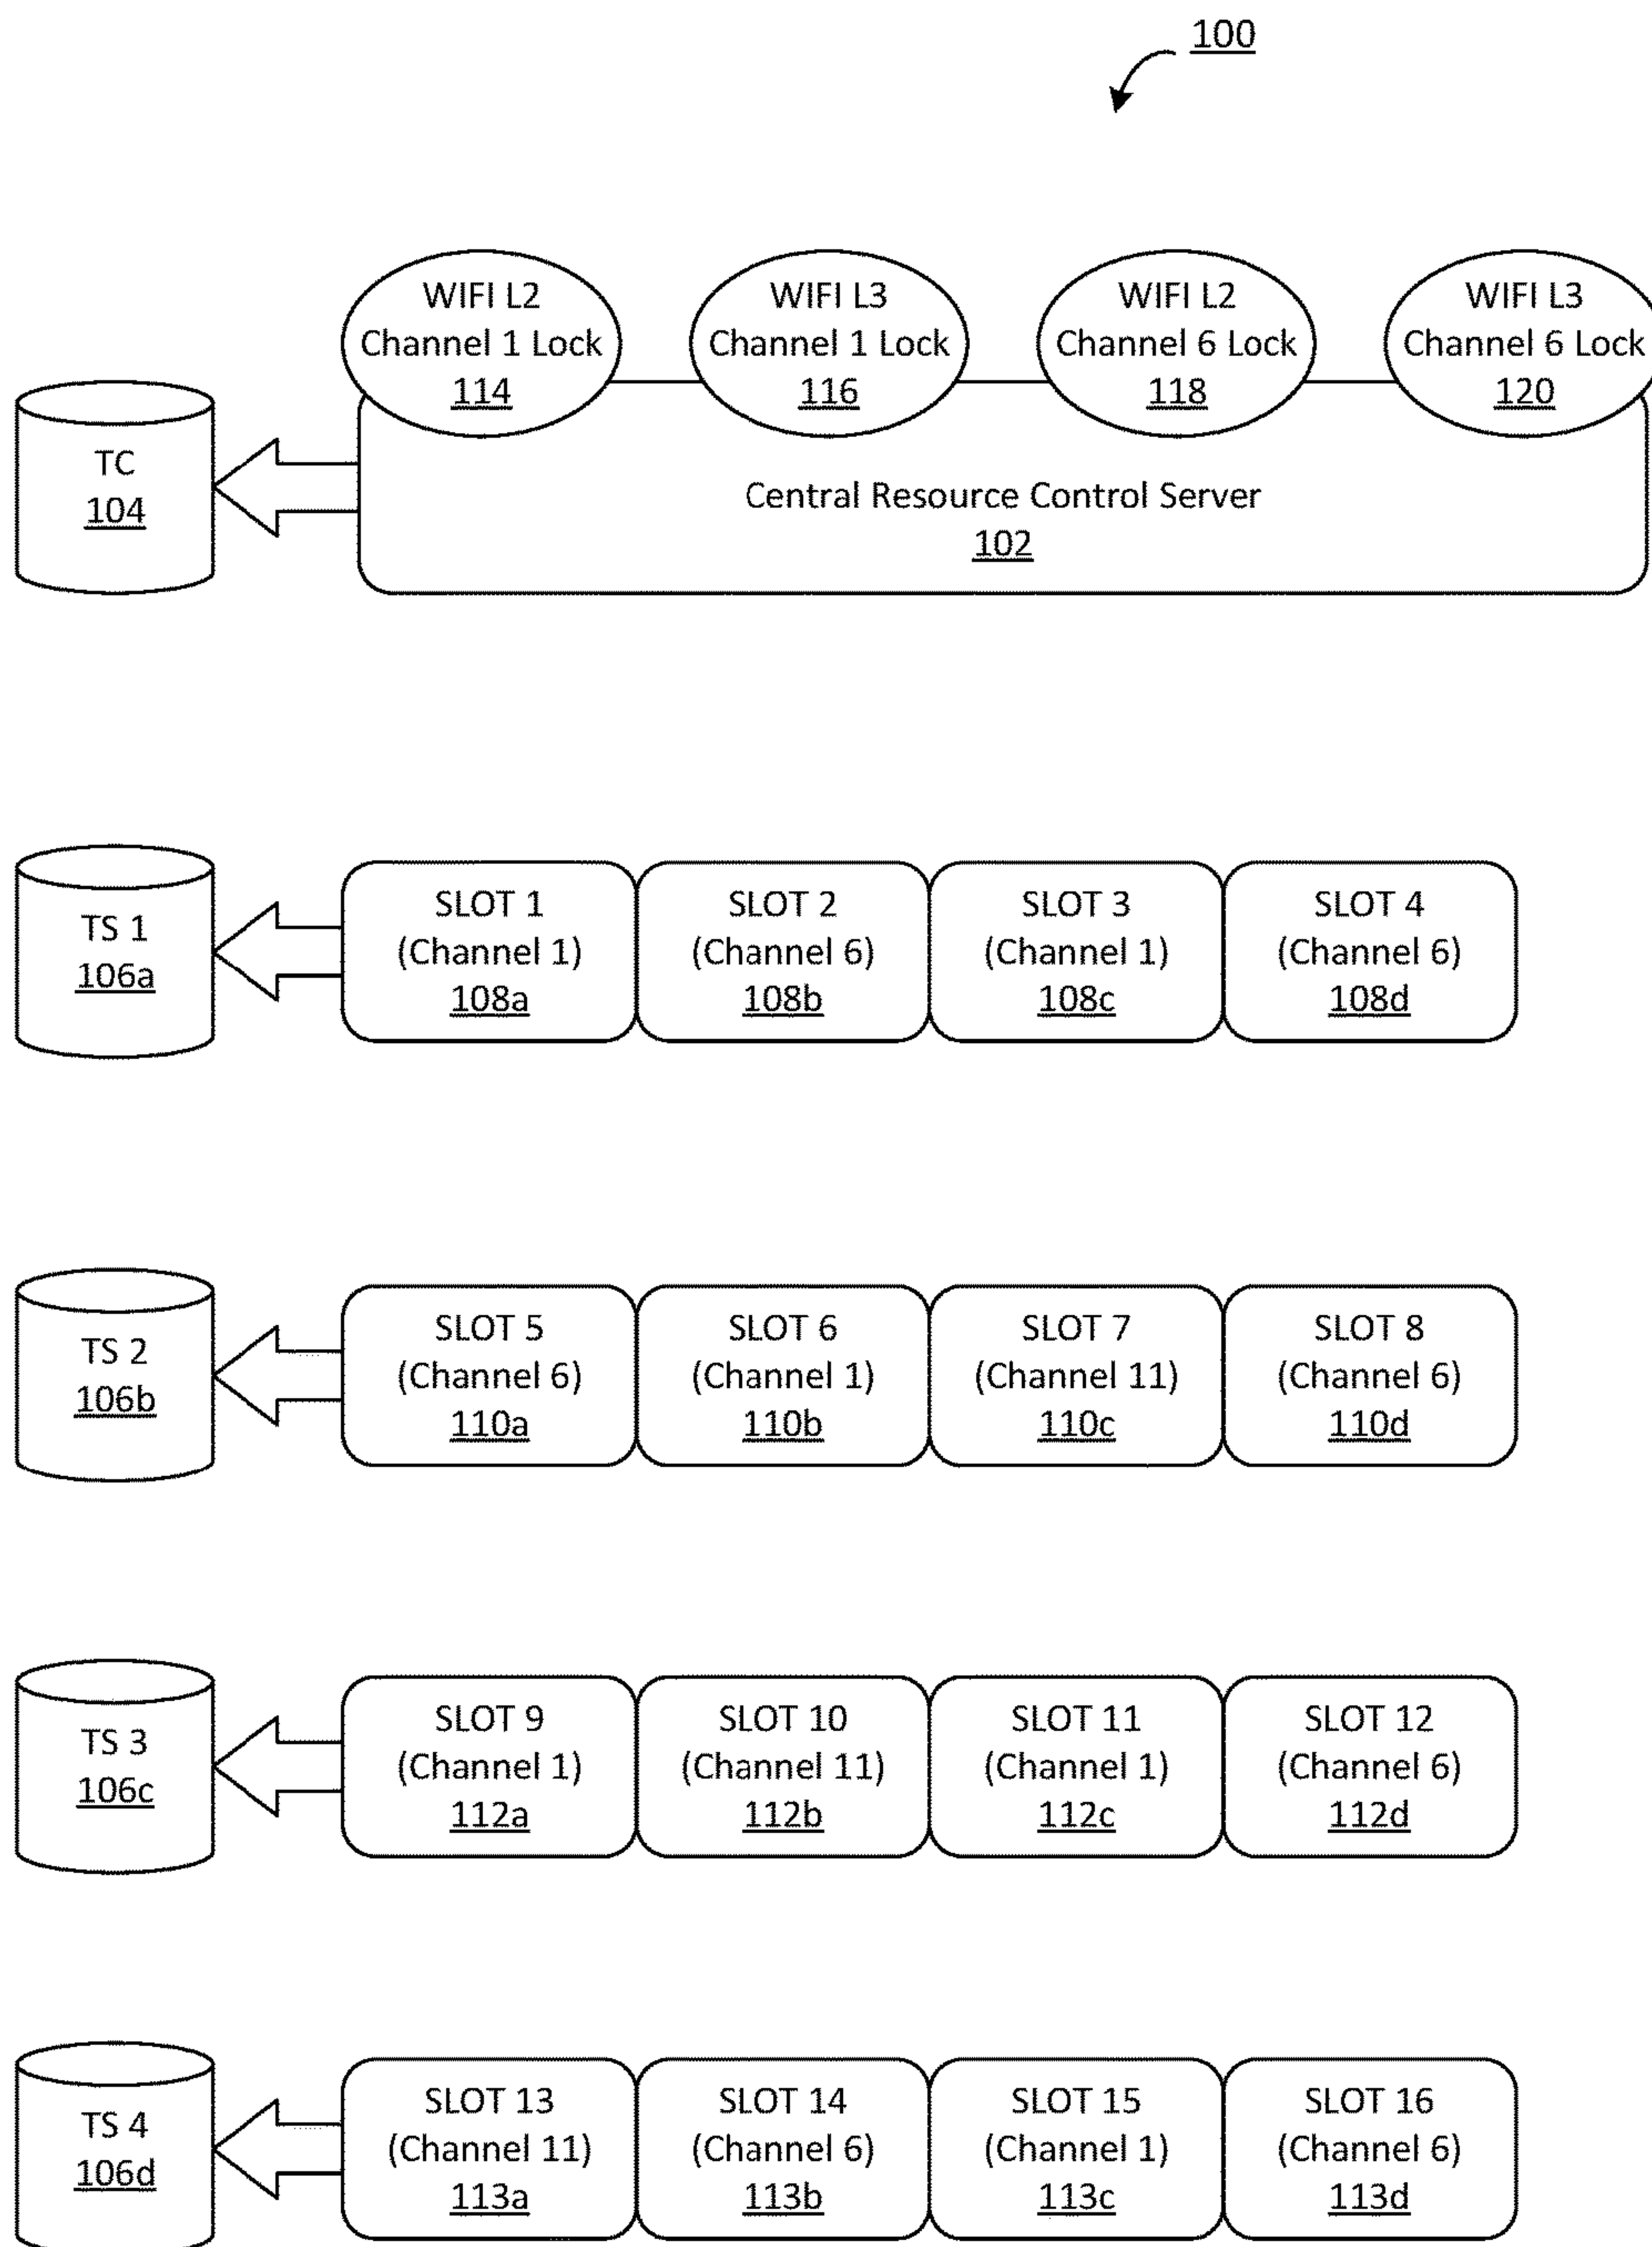 100
WIFI L2
Channel 1 Lock
114
WIFI L3
Channel 1 Lock
116
WIFI L2
Channel 6 Lock
118
WIFI L3
Channel 6 Lock
120
TC
104
Central Resource Control Server
102
TS 1
106a
SLOT 1
(Channel 1)
108a
SLOT 2
(Channel 6)
108b
SLOT 3
(Channel 1)
108c
SLOT 4
(Channel 6)
108d
TS 2
106b
SLOT 5
(Channel 6)
110a
SLOT 6
(Channel 1)
110b
SLOT 7
(Channel 11)
110c
SLOT 8
(Channel 6)
110d
TS 3
106c
SLOT 9
(Channel 1)
112a
SLOT 10
(Channel 11)
112b
SLOT 11
(Channel 1)
112c
SLOT 12
(Channel 6)
112d
TS 4
106d
SLOT 13
(Channel 11)
113a
SLOT 14
(Channel 6)
113b
SLOT 15
(Channel 1)
113c
SLOT 16
(Channel 6)
113d